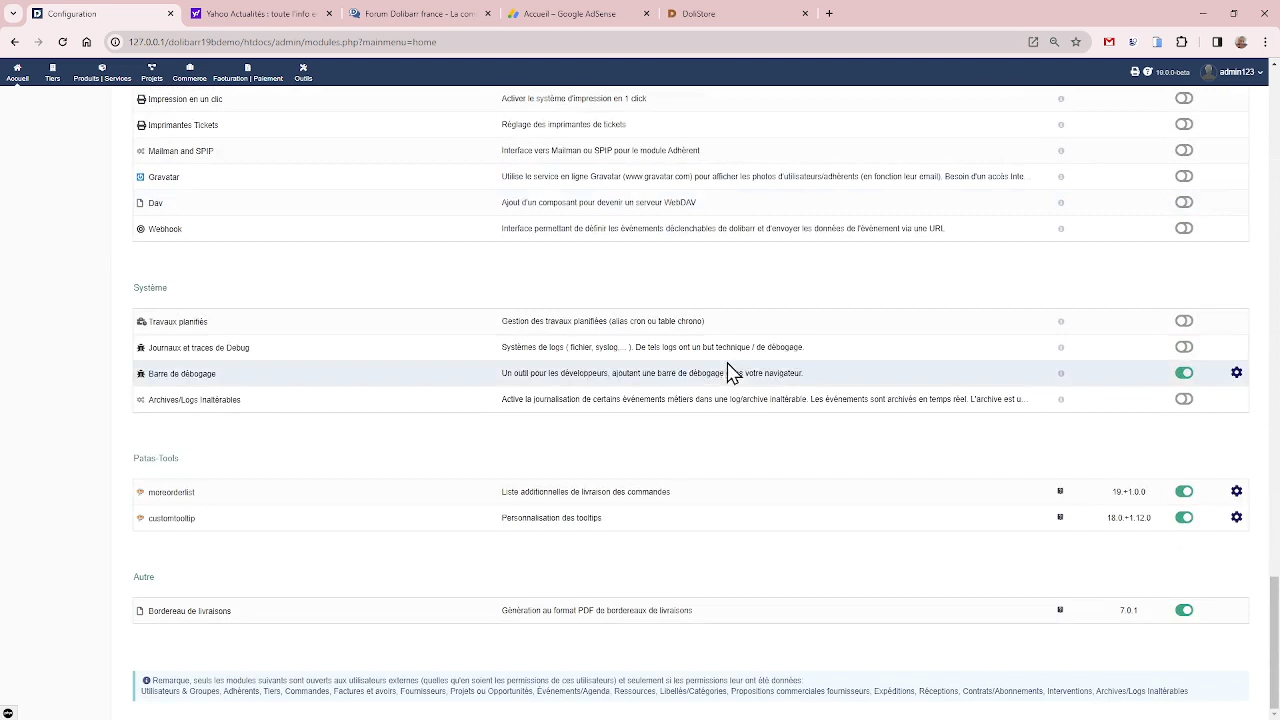 Configuration
Yahoo Actualités : toute l'info e
Forum Dolibarr france - La con
Accueil – Google AdSense
DoliSense
127.0.0.1/dolibarr19bdemo/htdocs/admin/modules.php?mainmenu=home
Accueil Tiers Produits | Services Projets Commerce Facturation | Paiement Outils
19.0.0-beta admin123
Impression en un clic Activer le système d'impression en 1 click
Imprimantes Tickets Réglage des imprimantes de tickets
Mailman and SPIP Interface vers Mailman ou SPIP pour le module Adhérent
Gravatar Utilise le service en ligne Gravatar (www.gravatar.com) pour afficher les photos d'utilisateurs/adhérents (en fonction leur email). Besoin d'un accès Inte...
Dav Ajout d'un composant pour devenir un serveur WebDAV
Webhook Interface permettant de définir les événements déclenchables de dolibarr et d'envoyer les données de l'événement via une URL
Système
Travaux planifiés Gestion des travaux planifiées (alias cron ou table chrono)
Journaux et traces de Debug Systèmes de logs ( fichier, syslog,... ). De tels logs ont un but technique / de débogage.
Barre de débogage Un outil pour les développeurs, ajoutant une barre de débogage votre navigateur.
Archives/Logs Inaltérables Active la journalisation de certains événements métiers dans une log/archive inaltérable. Les événements sont archivés en temps réel. L'archive est u...
Patas-Tools
moreorderlist Liste additionnelles de livraison des commandes 19.+1.0.0
customtooltip Personnalisation des tooltips 18.0.+1.12.0
Autre
Bordereau de livraisons Génération au format PDF de bordereaux de livraisons 7.0.1
Remarque, seuls les modules suivants sont ouverts aux utilisateurs externes (quelles qu'en soient les permissions de ces utilisateurs) et seulement si les permissions leur ont été données:
Utilisateurs & Groupes, Adhérents, Tiers, Commandes, Factures et avoirs, Fournisseurs, Projets ou Opportunités, Événements/Agenda, Ressources, Libellés/Catégories, Propositions commerciales fournisseurs, Expéditions, Réceptions, Contrats/Abonnements, Interventions, Archives/Logs Inaltérables